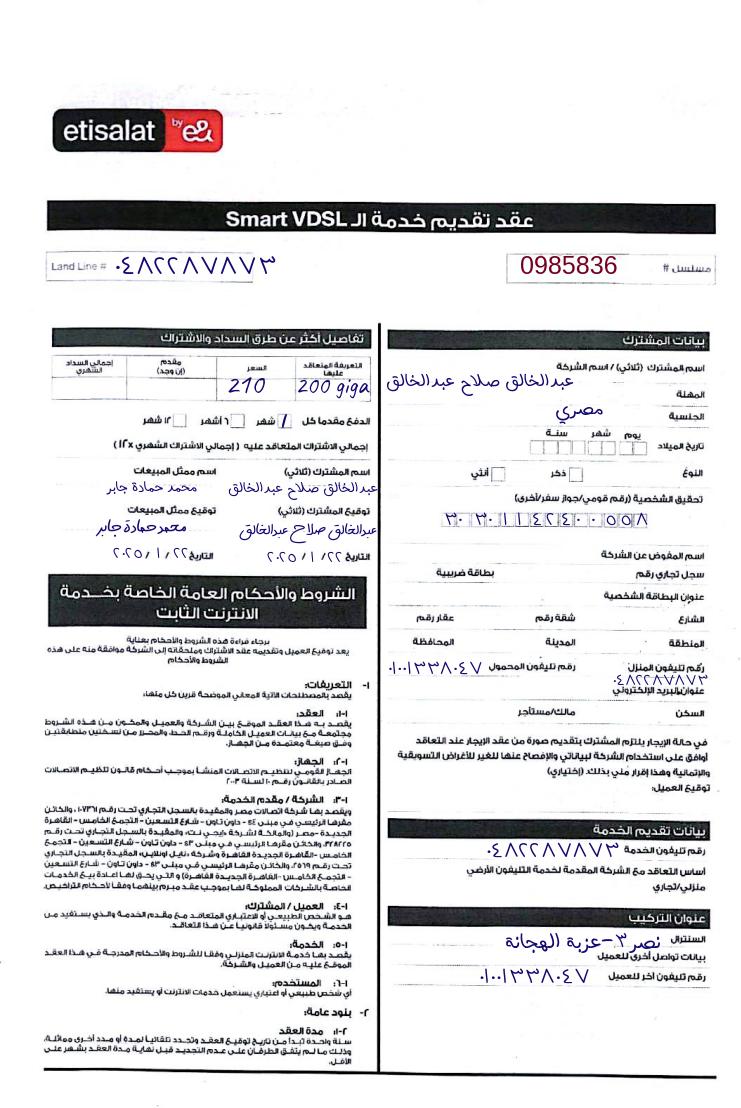 etisalat by e&
عقد تقديم خدمة الـ Smart VDSL
مسلسل # 0985836
Land Line # ٠٤٨٢٢٨٧٨٧٣
بيانات المشترك
اسم المشترك (ثلاثي) / اسم الشركة
عبدالخالق صلاح عبدالخالق
المهنة
الجنسية مصري
يوم شهر سنة
تاريخ الميلاد
النوع ذكر أنثي
تحقيق الشخصية (رقم قومي/جواز سفر/أخرى)
٣٠٣٠١١٤٢٤٠٠٥٥٨
اسم المفوض عن الشركة
سجل تجاري رقم بطاقة ضريبية
عنوان البطاقة الشخصية
الشارع شقة رقم عقار رقم
المنطقة المدينة المحافظة
رقم تليفون المنزل رقم تليفون المحمول ٠١٠٠١٣٣٨٠٤٧
٠٤٨٢٢٨٧٨٧٣
عنوان البريد الإلكتروني
السكن مالك/مستأجر
في حالة الإيجار يلتزم المشترك بتقديم صورة من عقد الإيجار عند التعاقد
أوافق على استخدام الشركة لبياناتي والإفصاح عنها للغير للأغراض التسويقية
والإئتمانية وهذا إقرار مني بذلك. (إختياري)
توقيع العميل:
بيانات تقديم الخدمة
رقم تليفون الخدمة ٠٤٨٢٢٨٧٨٧٣
أساس التعاقد مع الشركة المقدمة لخدمة التليفون الأرضي
منزلي/تجاري
عنوان التركيب
السنترال نصر ٣ - عزبة الهجانة
بيانات تواصل أخرى للعميل
رقم تليفون اخر للعميل ٠١٠٠١٣٣٨٠٤٧
تفاصيل أكثر عن طرق السداد والاشتراك
التعريفة المتعاقد عليها السعر مقدم (إن وجد) إجمالي السداد الشهري
200 giga 210
الدفع مقدما كل / شهر ٦ أشهر ١٢ شهر
إجمالي الاشتراك المتعاقد عليه (إجمالي الاشتراك الشهري ١٢x)
اسم المشترك (ثلاثي) اسم ممثل المبيعات
عبدالخالق صلاح عبدالخالق محمد حمادة جابر
توقيع المشترك (ثلاثي) توقيع ممثل المبيعات
عبدالخالق صلاح عبدالخالق محمد حمادة جابر
التاريخ ٢٠٢٥/١/٢٢ التاريخ ٢٠٢٥/١/٢٢
الشروط والأحكام العامة الخاصة بخدمة
الانترنت الثابت
برجاء قراءة هذه الشروط والأحكام بعناية
يعد توقيع العميل وتقديمه عقد الاشتراك وملحقاته إلى الشركة موافقة منه على هذه
الشروط والأحكام
١- التعريفات:
يقصد بالمصطلحات الآتية المعاني الموضحة قرين كل منها:
١-١: العقد:
يقصد به هذا العقد الموقع بين الشركة والعميل والمكون من هذه الشروط
مجتمعة مع بيانات العميل الكاملة ورقم الخط، والمحرر من نسختين متطابقتين
وفق صيغة معتمدة من الجهاز.
١-٢: الجهاز:
الجهاز القومي لتنظيم الاتصالات المنشأ بموجب أحكام قانون تنظيم الاتصالات
الصادر بالقانون رقم ١٠ لسنة ٢٠٠٣
١-٣: الشركة / مقدم الخدمة:
ويقصد بها شركة اتصالات مصر والمقيدة بالسجل التجاري تحت رقم ١٠٧٣٦١، والكائن
مقرها الرئيسي في مبنى ٤٤ - داون تاون - شارع التسعين - التجمع الخامس - القاهرة
الجديدة -مصر (والمالكة لشركة «إيجي نت»، والمقيدة بالسجل التجاري تحت رقم
٣٢٨٢٢٥، والكائن مقرها الرئيسي في مبنى ٤٣ - داون تاون - شارع التسعين - التجمع
الخامس -القاهرة الجديدة القاهرة وشركة «نايل اونلاين» المقيدة بالسجل التجاري
تحت رقم ٢٥٦٩، والكائن مقرها الرئيسي في مبنى ٤٣ - داون تاون - شارع التسعين
- التجمع الخامس -القاهرة الجديدة القاهرة) و التي يحق لها إعادة بيع الخدمات
الخاصة بالشركات المملوكة لها بموجب عقد مبرم بينهما وفقا لأحكام التراخيص.
١-٤: العميل / المشترك:
هو الشخص الطبيعي أو الاعتباري المتعاقد مع مقدم الخدمة والذي يستفيد من
الخدمة ويكون مسئولا قانونيا عن هذا التعاقد.
١-٥: الخدمة:
يقصد بها خدمة الانترنت المنزلي وفقا للشروط والأحكام المدرجة في هذا العقد
الموقع عليه من العميل والشركة.
١-٦: المستخدم:
أي شخص طبيعي أو اعتباري يستعمل خدمات الانترنت أو يستفيد منها.
٢- بنود عامة:
٢-١: مدة العقد
سنة واحدة تبدأ من تاريخ توقيع العقد وتجدد تلقائياً لمدة أو مدد أخرى مماثلة،
وذلك ما لم يتفق الطرفان على عدم التجديد قبل نهاية مدة العقد بشهر على
الأقل.